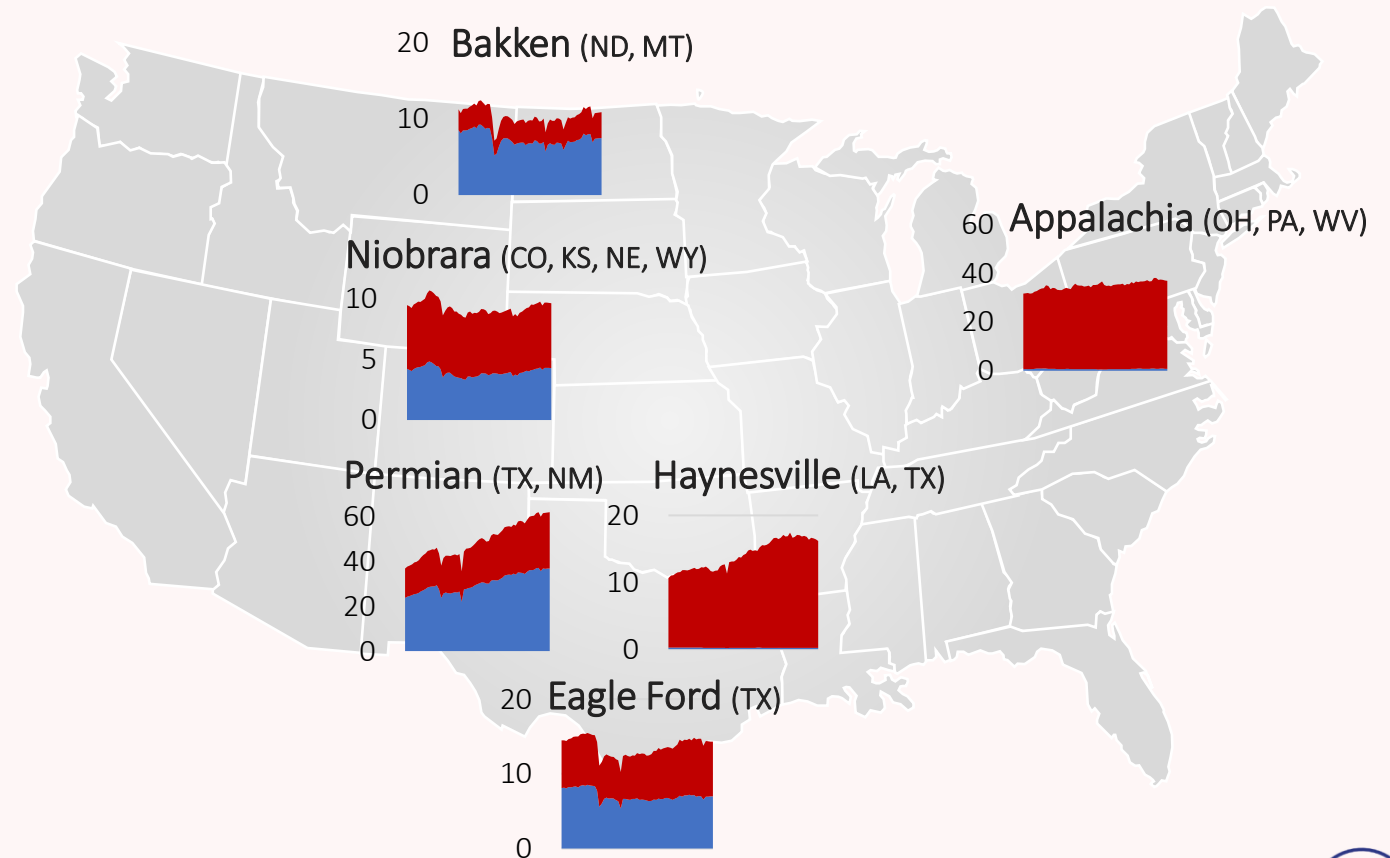 20 Bakken (ND, MT)
10
0
60 Appalachia (OH, PA, WV)
40
20
0
Niobrara (CO, KS, NE, WY)
10
5
0
Permian (TX, NM)
60
40
20
0
Haynesville (LA, TX)
20
10
0
20 Eagle Ford (TX)
10
0